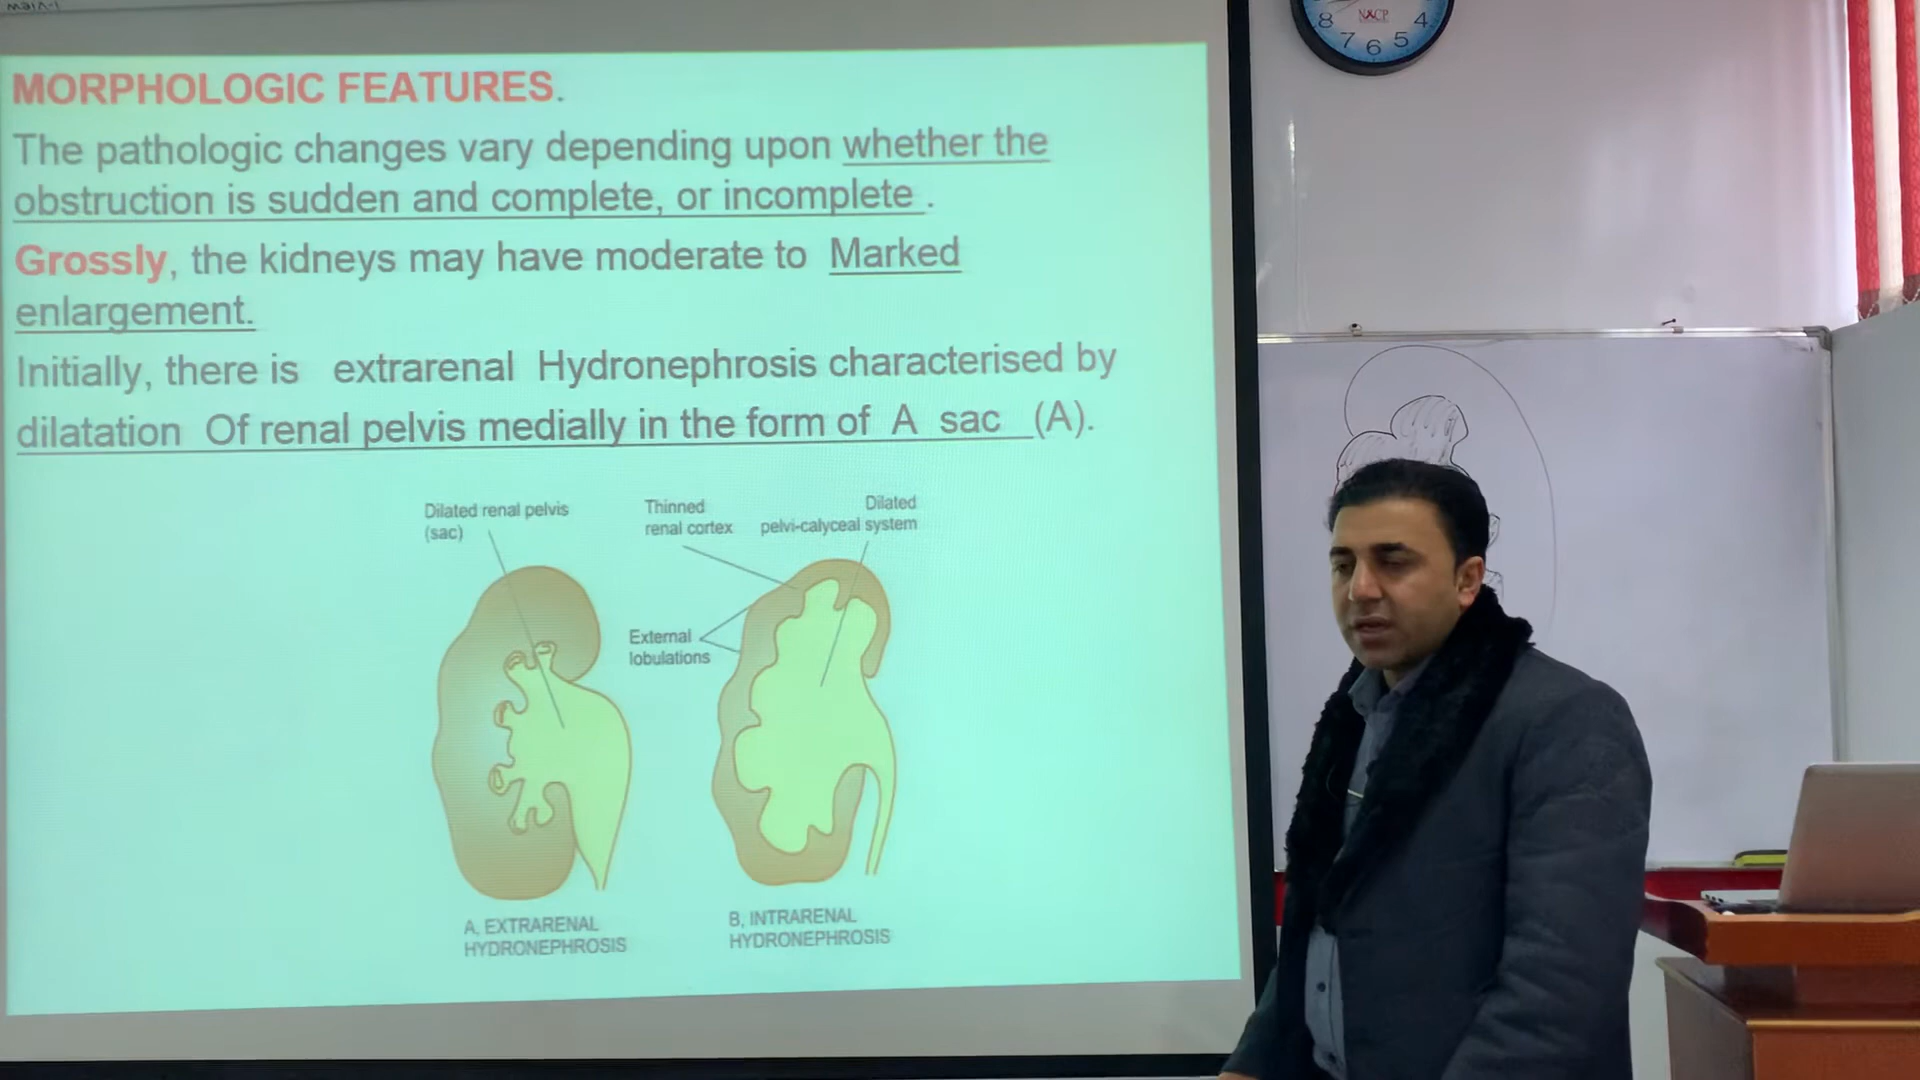 MORPHOLOGIC FEATURES.
The pathologic changes vary depending upon whether the
obstruction is sudden and complete, or incomplete .
Grossly, the kidneys may have moderate to Marked
enlargement.
Initially, there is extrarenal Hydronephrosis characterised by
dilatation Of renal pelvis medially in the form of A sac (A).
Dilated renal pelvis
(sac)
Thinned
renal cortex
Dilated
pelvi-calyceal system
External
lobulations
A, EXTRARENAL
HYDRONEPHROSIS
B, INTRARENAL
HYDRONEPHROSIS
8 7 6 5 4